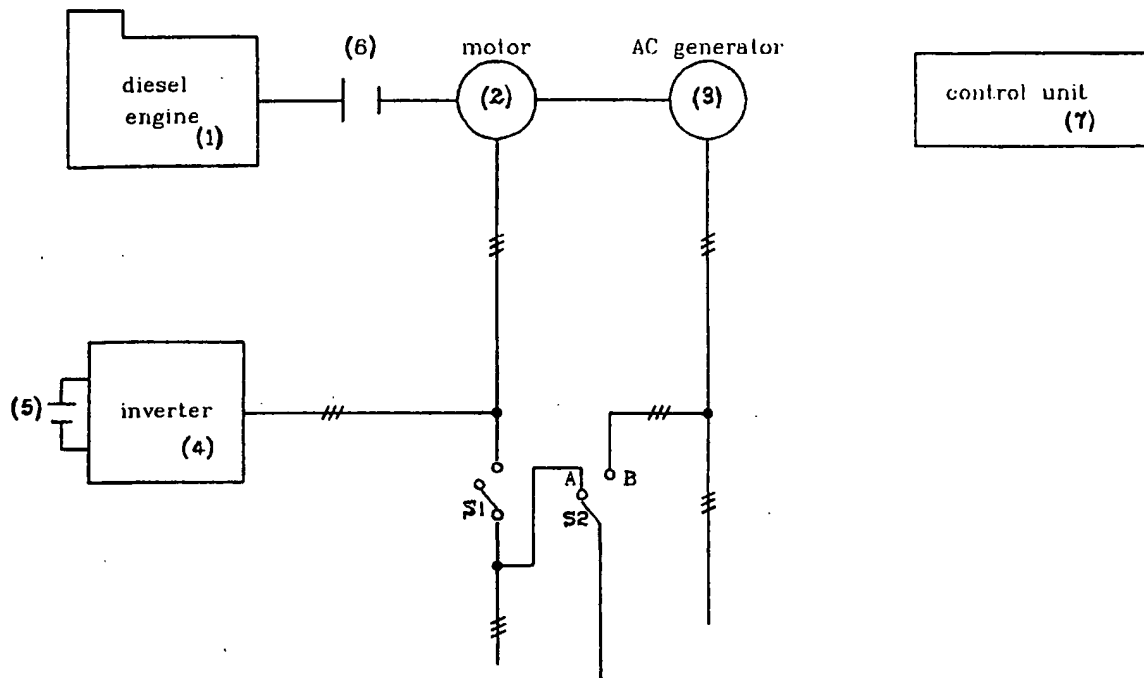 (6)
motor
AC generator
diesel
engine
(1)
(2)
(3)
control unit
(7)
(5)
inverter
(4)
S1
A
B
S2